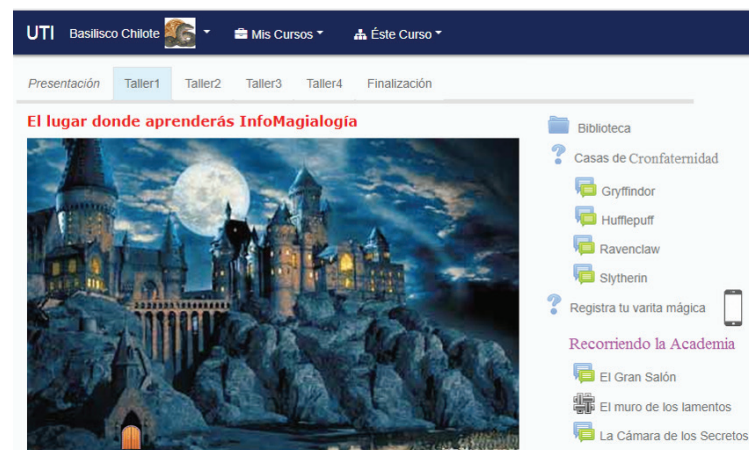 UTI Basilisco Chilote Mis Cursos Éste Curso
Presentación Taller1 Taller2 Taller3 Taller4 Finalización
El lugar donde aprenderás InfoMagialogía
Biblioteca
Casas de Cronfaternidad
Gryffindor
Hufflepuff
Ravenclaw
Slytherin
Registra tu varita mágica
Recorriendo la Academia
El Gran Salón
El muro de los lamentos
La Cámara de los Secretos